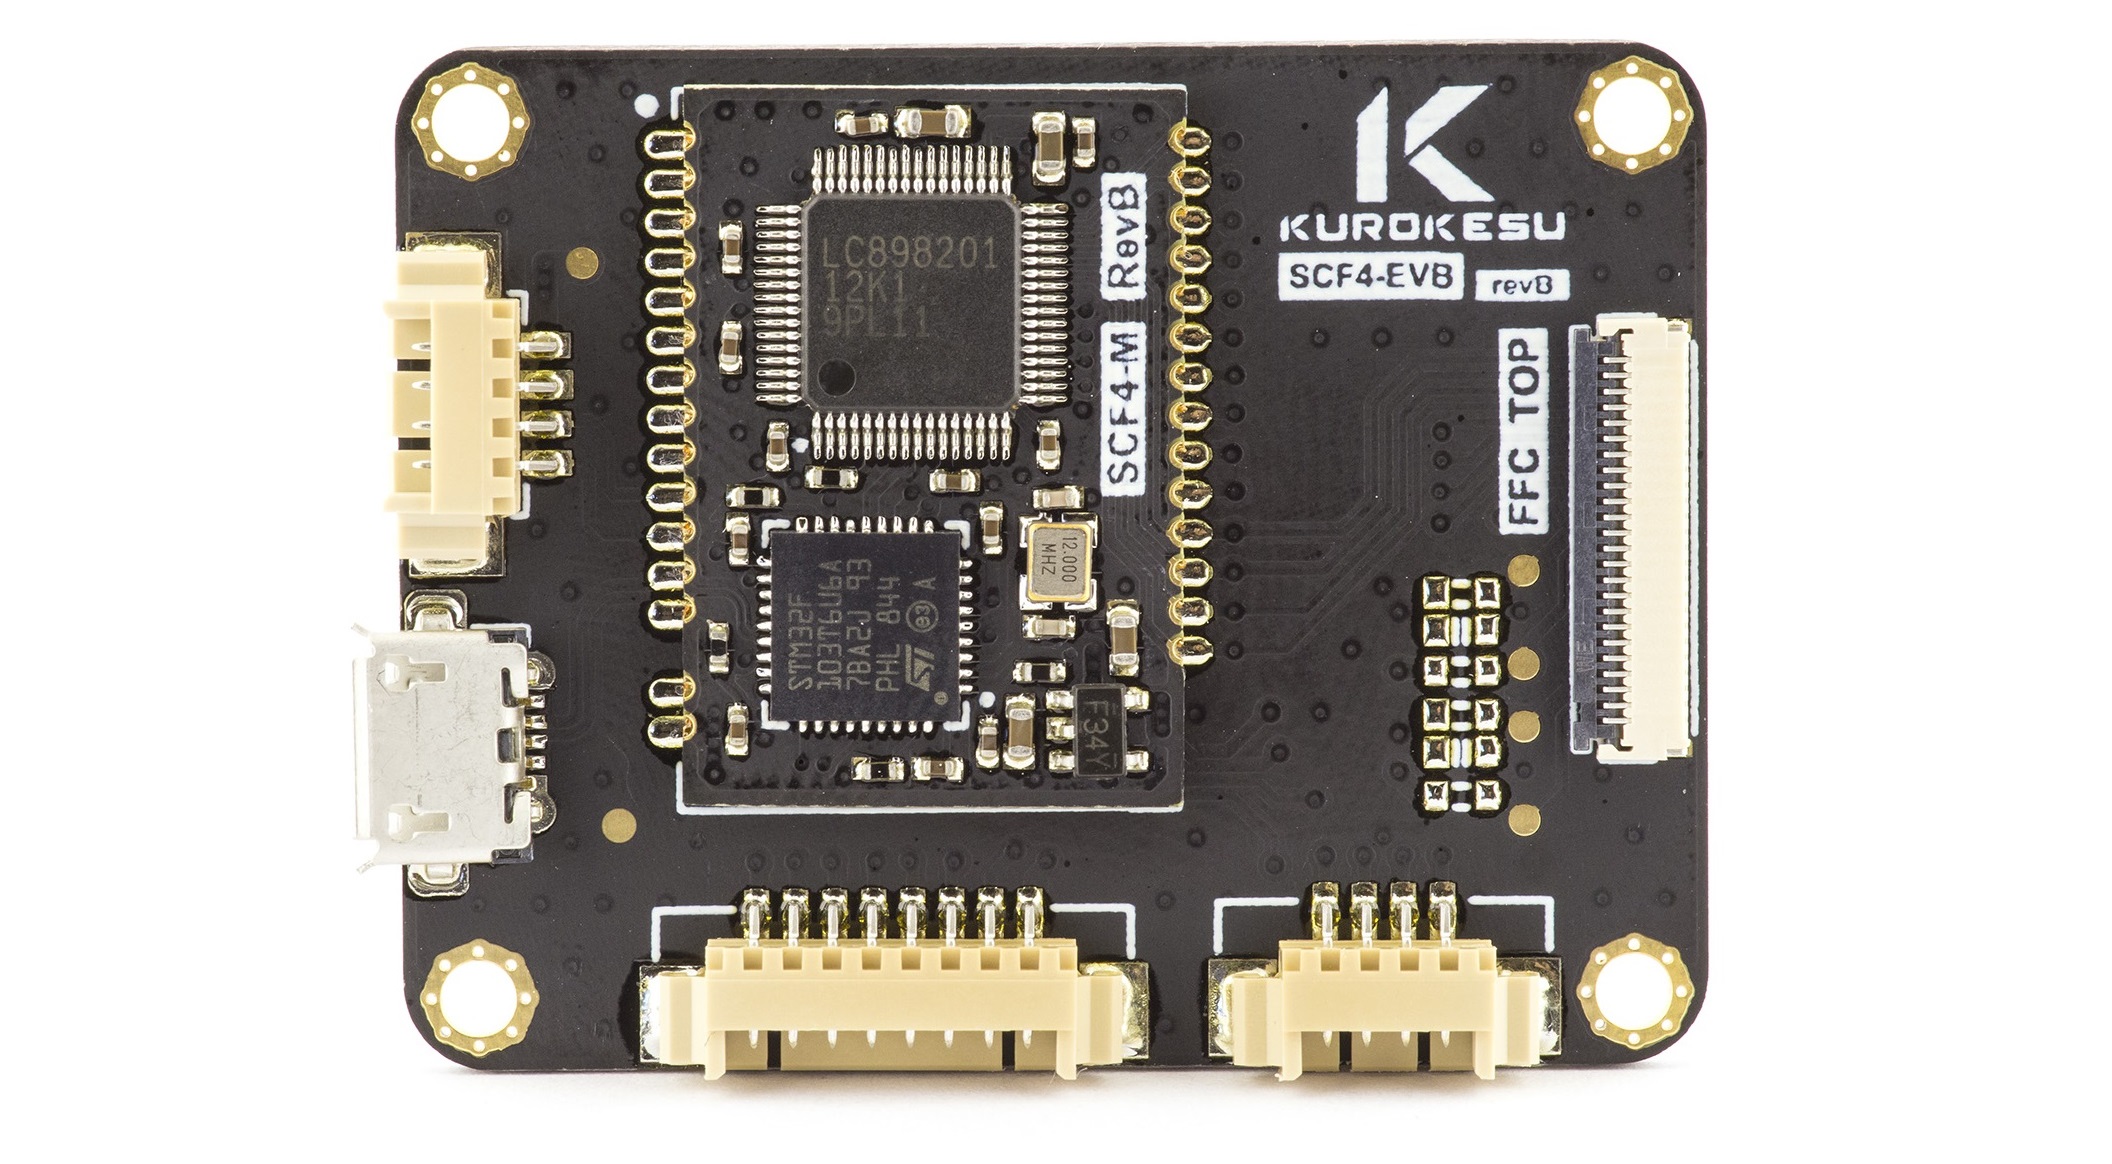 KUROKESU
SCF4-EVB
revB
FFC TOP
SCF4-M RevB
LC898201
12K1
9PL11
STM32F
103T6U6A
7BA2J 93
PHL 844
e3 A
12.000
MHZ
F34Y